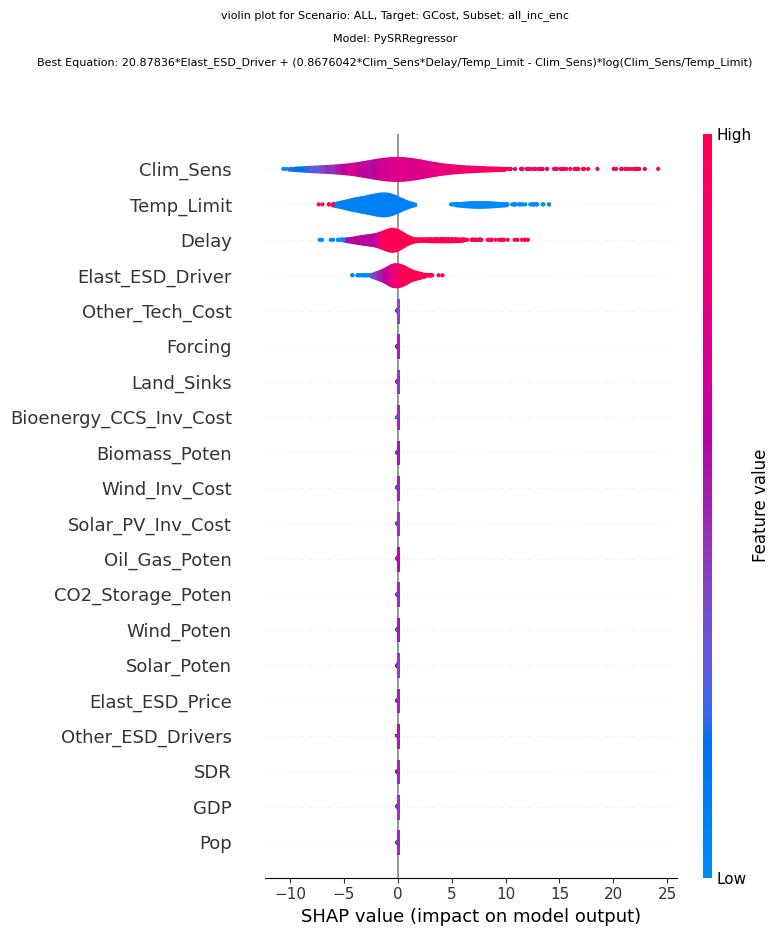 violin plot for Scenario: ALL, Target: GCost, Subset: all_inc_enc
Model: PySRRegressor
Best Equation: 20.87836*Elast_ESD_Driver + (0.8676042*Clim_Sens*Delay/Temp_Limit - Clim_Sens)*log(Clim_Sens/Temp_Limit)
High
Clim_Sens
Temp_Limit
Delay
Elast_ESD_Driver
Other_Tech_Cost
Forcing
Land_Sinks
Bioenergy_CCS_Inv_Cost
Biomass_Poten
Wind_Inv_Cost
Solar_PV_Inv_Cost
Oil_Gas_Poten
CO2_Storage_Poten
Wind_Poten
Solar_Poten
Elast_ESD_Price
Other_ESD_Drivers
SDR
GDP
Pop
Feature value
Low
−10 −5 0 5 10 15 20 25
SHAP value (impact on model output)